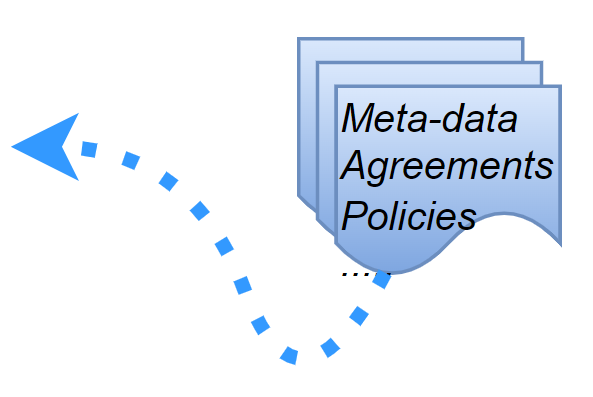 Meta-data
Agreements
Policies
.....